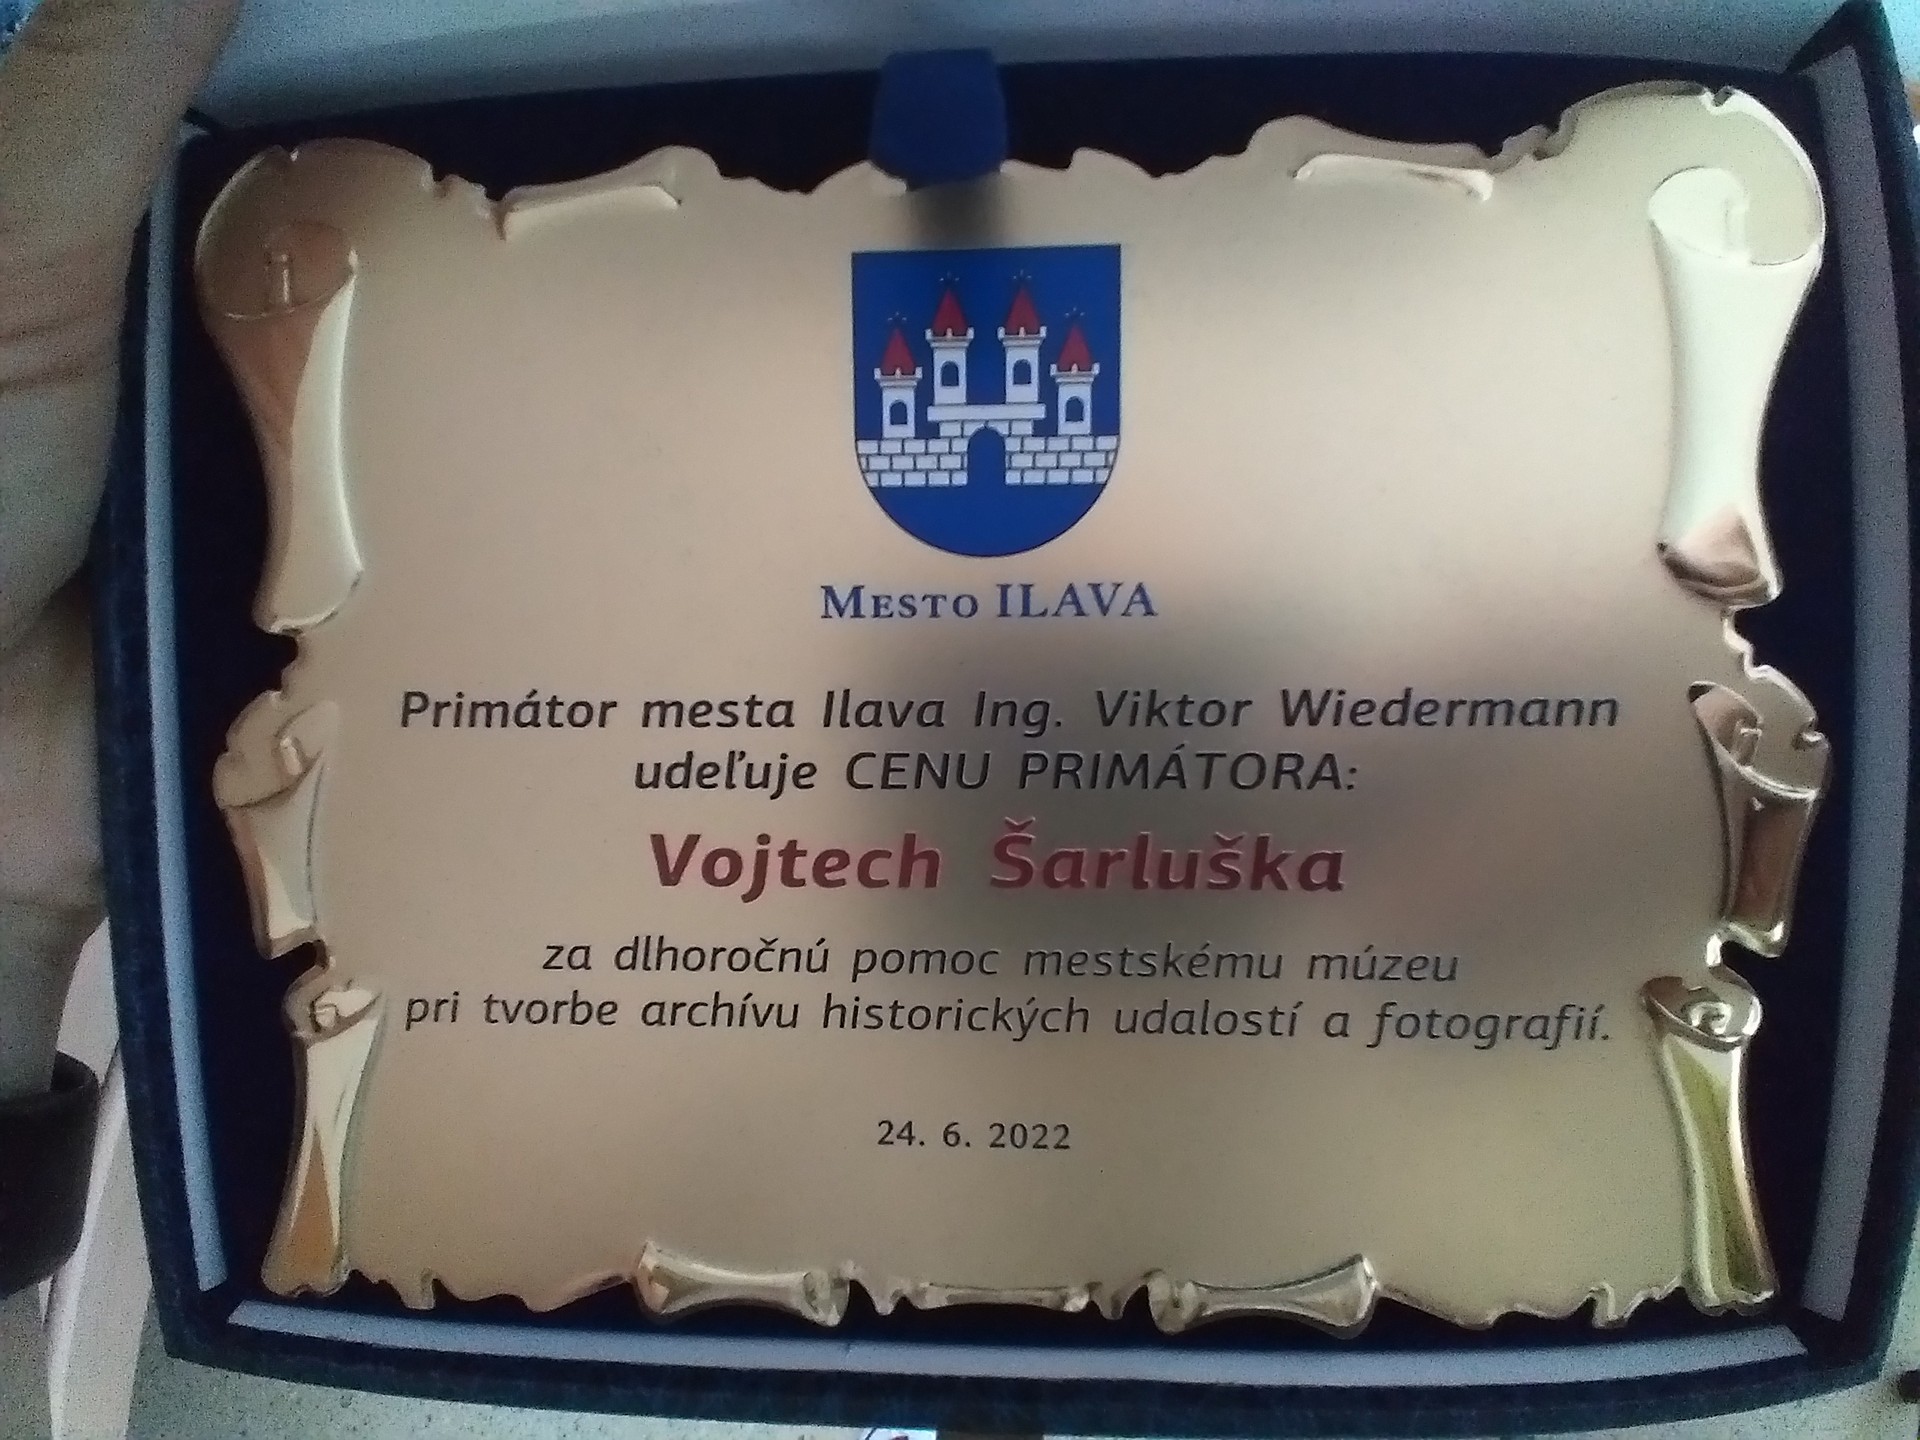 Mesto ILAVA
Primátor mesta Ilava Ing. Viktor Wiedermann
udeľuje CENU PRIMÁTORA:
Vojtech Šarluška
za dlhoročnú pomoc mestskému múzeu
pri tvorbe archívu historických udalostí a fotografií.
24. 6. 2022